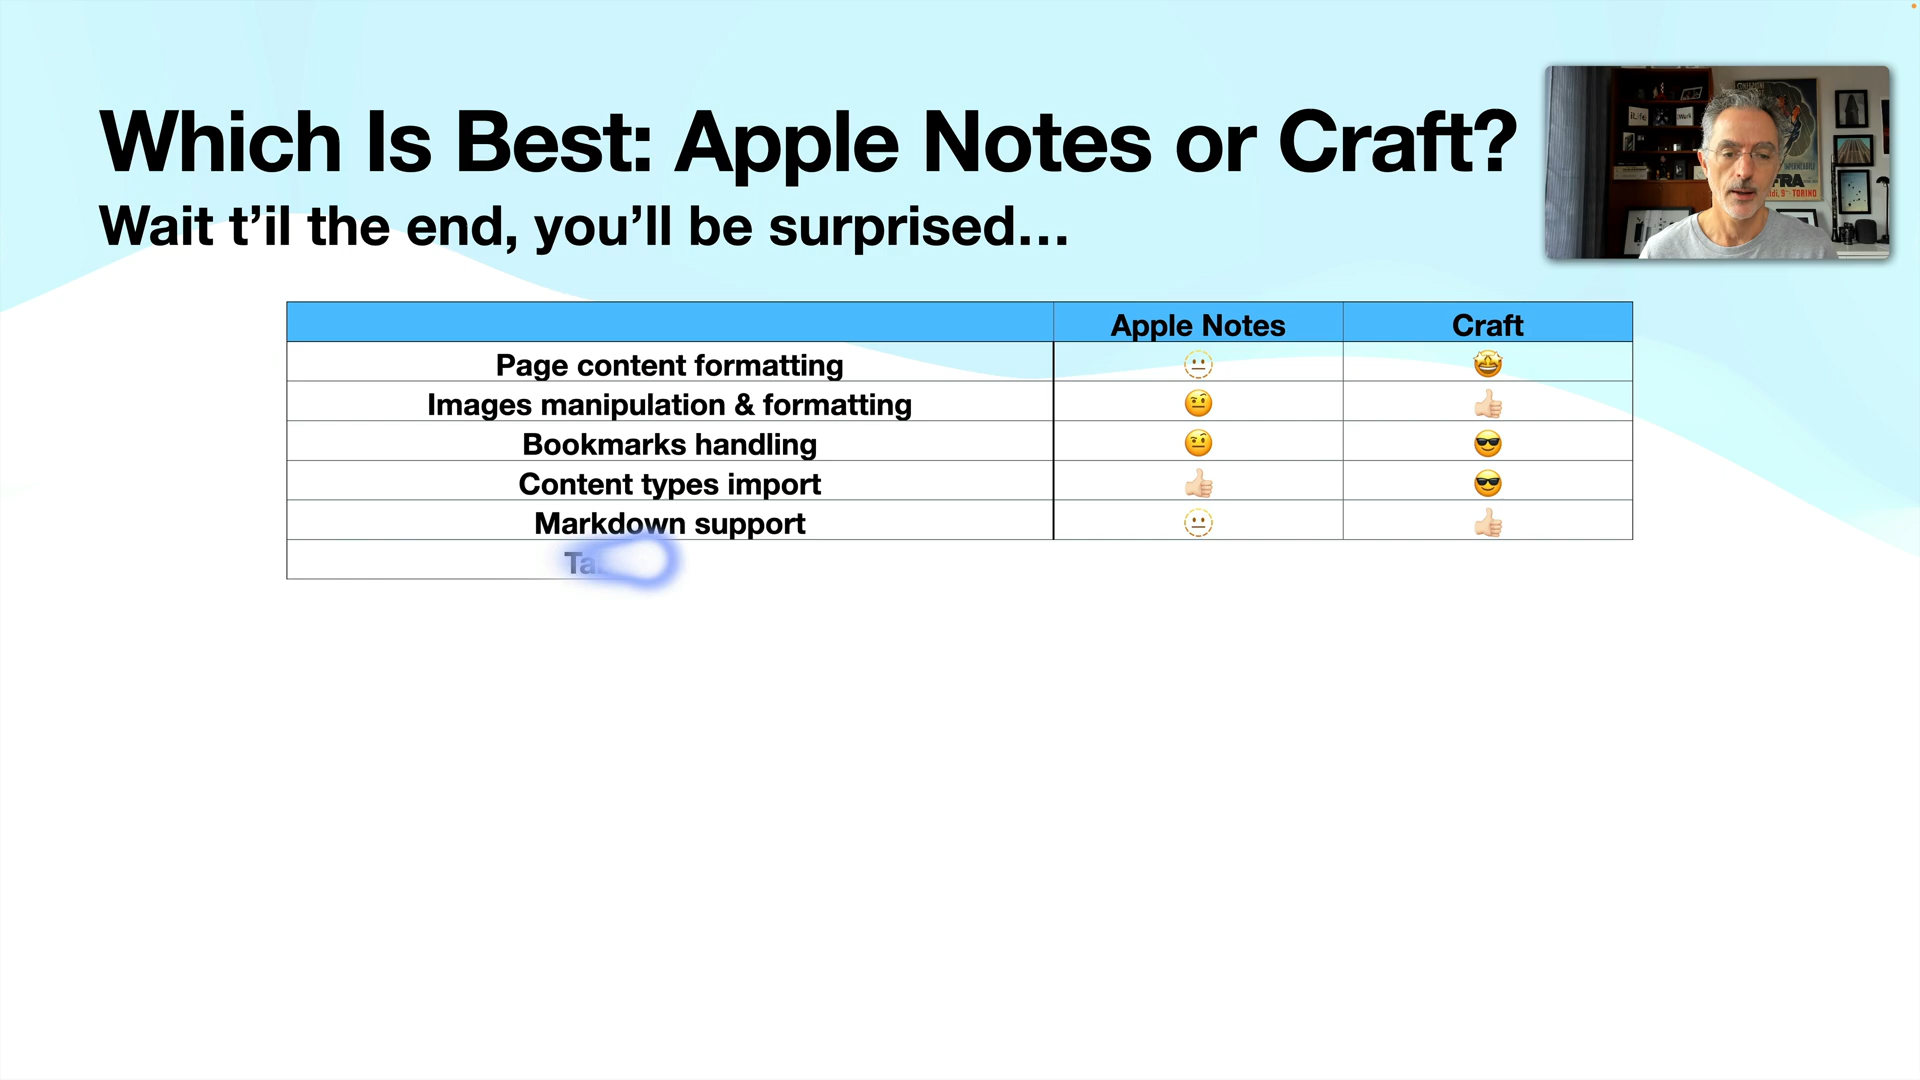 Which Is Best: Apple Notes or Craft?
Wait t’il the end, you’ll be surprised…
Apple Notes Craft
Page content formatting
Images manipulation & formatting
Bookmarks handling
Content types import
Markdown support